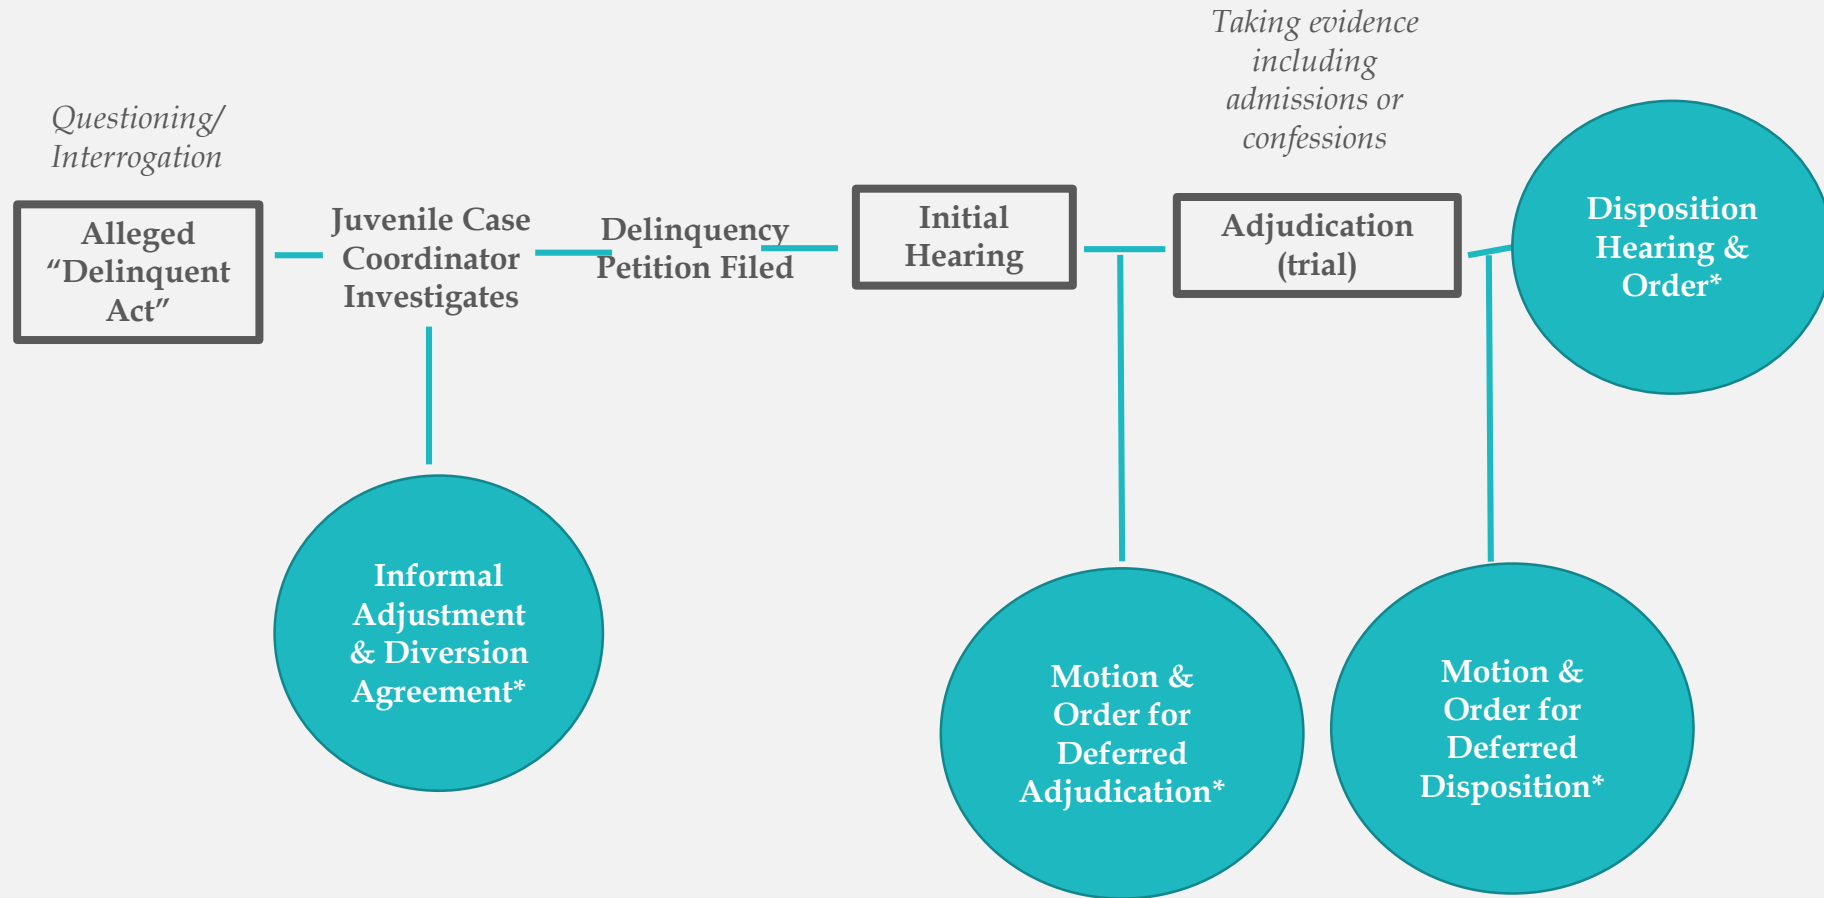 Questioning/
Interrogation
Alleged
“Delinquent
Act”
Juvenile Case
Coordinator
Investigates
Delinquency
Petition Filed
Initial
Hearing
Taking evidence
including
admissions or
confessions
Adjudication
(trial)
Disposition
Hearing &
Order*
Informal
Adjustment
& Diversion
Agreement*
Motion &
Order for
Deferred
Adjudication*
Motion &
Order for
Deferred
Disposition*